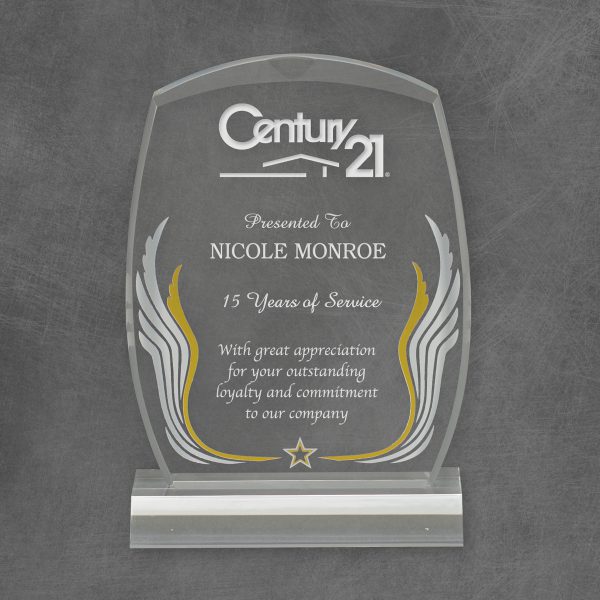 Century 21®
Presented To
NICOLE MONROE
15 Years of Service
With great appreciation
for your outstanding
loyalty and commitment
to our company